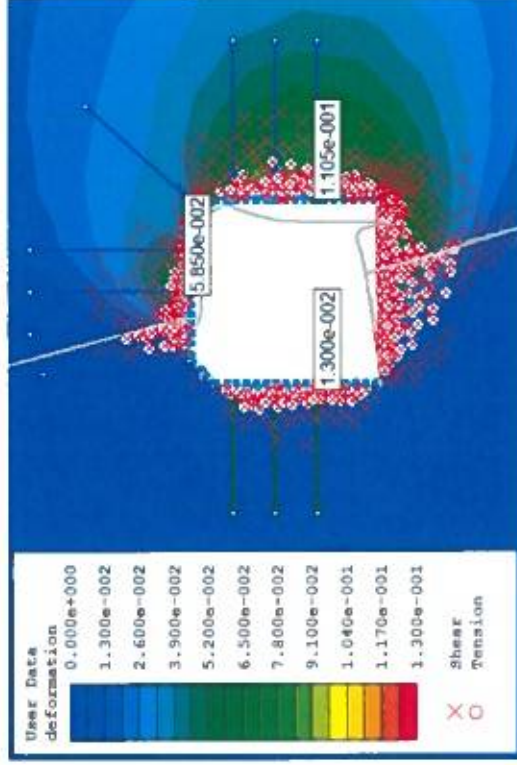 User Data
deformation
0.000e+000
1.300e-002
2.600e-002
3.900e-002
5.200e-002
6.500e-002
7.800e-002
9.100e-002
1.040e-001
1.170e-001
1.300e-001
Shear
Tension
5.850e-002
1.300e-002
1.105e-001